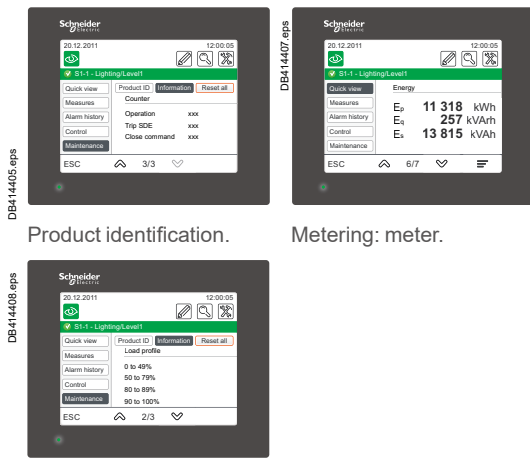 DB414405.eps
Schneider
Electric
20.12.2011 12:00:05
S1-1 - Lighting/Level1
Quick view Product ID Information Reset all
Counter
Measures
Operation xxx
Alarm history
Trip SDE xxx
Control
Close command xxx
Maintenance
ESC 3/3
Product identification.
DB414407.eps
Schneider
Electric
20.12.2011 12:00:05
S1-1 - Lighting/Level1
Quick view Energy
Measures
Ep 11 318 kWh
Alarm history
Eq 257 kVArh
Control
Es 13 815 kVAh
Maintenance
ESC 6/7
Metering: meter.
DB414408.eps
Schneider
Electric
20.12.2011 12:00:05
S1-1 - Lighting/Level1
Quick view Product ID Information Reset all
Load profile
Measures
0 to 49%
Alarm history
50 to 79%
Control
80 to 89%
Maintenance
90 to 100%
ESC 2/3